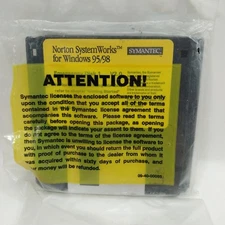 Norton SystemWorks™
for Windows 95/98
SYMANTEC.
ATTENTION!
Symantec licenses the enclosed software to you only
upon the condition that you accept all of the terms
contained in the Symantec license agreement that
accompanies this software. Please read the terms
carefully before opening this package, as opening
the package will indicate your assent to them. If you
do not agree to the terms of the license agreement,
then Symantec is unwilling to license the software to
you, in which event you should return the full product
with proof of purchase to the dealer from whom it
was acquired within sixty days of purchase, and
your money will be refunded.